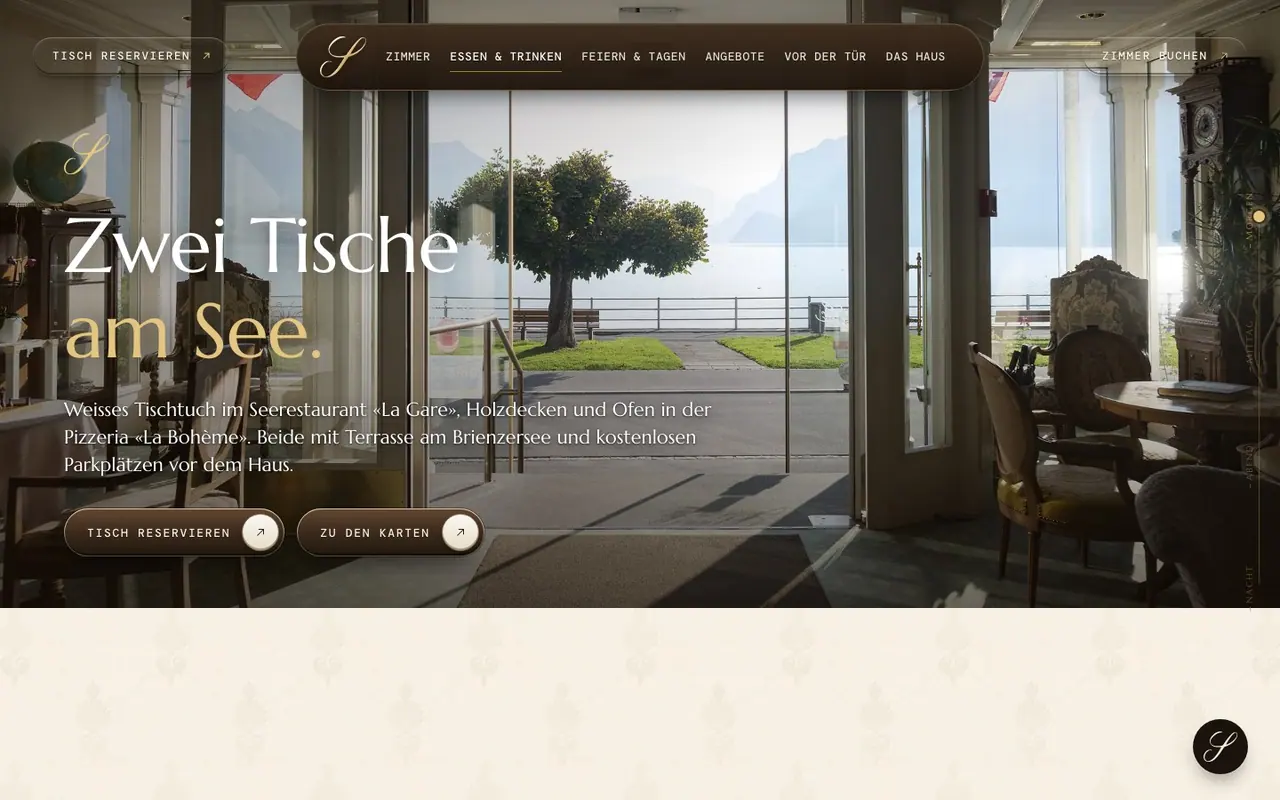 TISCH RESERVIEREN
ZIMMER
ESSEN & TRINKEN
FEIERN & TAGEN
ANGEBOTE
VOR DER TÜR
DAS HAUS
ZIMMER BUCHEN
Zwei Tische
am See.
Weisses Tischtuch im Seerestaurant «La Gare», Holzdecken und Ofen in der
Pizzeria «La Bohème». Beide mit Terrasse am Brienzersee und kostenlosen
Parkplätzen vor dem Haus.
TISCH RESERVIEREN
ZU DEN KARTEN
MITTAG
ABEND
NACHT